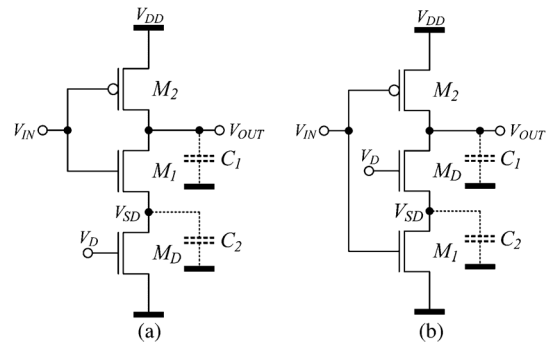 V_DD
M_2
V_IN
V_OUT
M_1
C_1
V_SD
V_D
M_D
C_2
(a)
V_DD
M_2
V_IN
V_OUT
V_D
M_D
C_1
V_SD
M_1
C_2
(b)